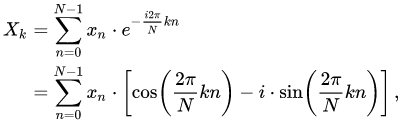 X_k = \sum_{n=0}^{N-1} x_n \cdot e^{-\frac{i2\pi}{N}kn}
= \sum_{n=0}^{N-1} x_n \cdot \left[\cos\left(\frac{2\pi}{N}kn\right) - i \cdot \sin\left(\frac{2\pi}{N}kn\right)\right],